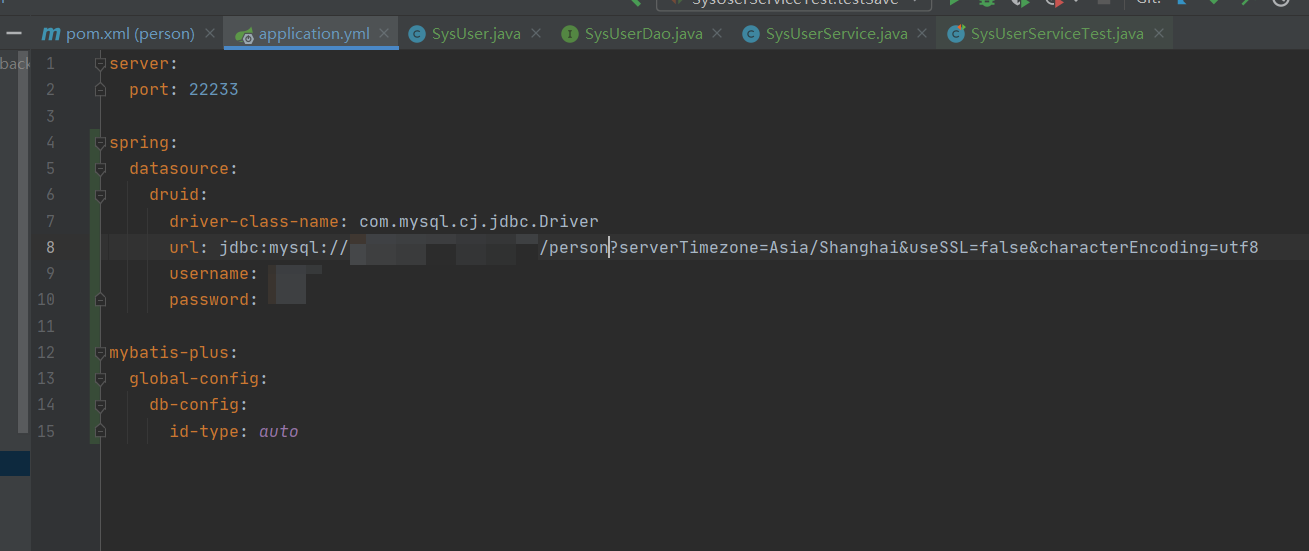 SysUserServiceTest.testSave
Git:
pom.xml (person)
application.yml
SysUser.java
SysUserDao.java
SysUserService.java
SysUserServiceTest.java
back
1 server:
2 port: 22233
3
4 spring:
5 datasource:
6 druid:
7 driver-class-name: com.mysql.cj.jdbc.Driver
8 url: jdbc:mysql:// /person?serverTimezone=Asia/Shanghai&useSSL=false&characterEncoding=utf8
9 username:
10 password:
11
12 mybatis-plus:
13 global-config:
14 db-config:
15 id-type: auto